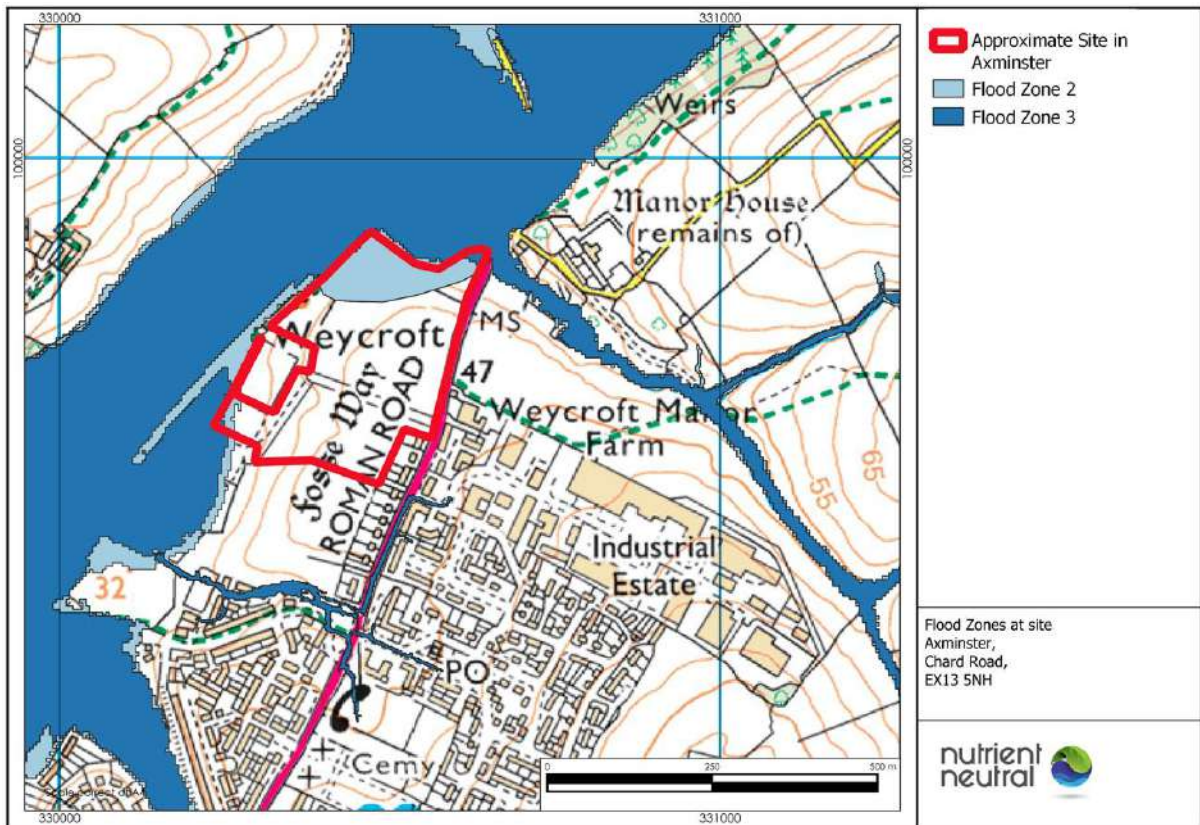 330000
331000
100000
100000
Weirs
Manor House
(remains of)
Weycroft
MS
47
Fosse Way
ROMAN ROAD
Weycroft Manor
Farm
65
55
Industrial
Estate
32
PO
Cemy
0
250
500 m
330000
331000
Approximate Site in
Axminster
Flood Zone 2
Flood Zone 3
Flood Zones at site
Axminster,
Chard Road,
EX13 5NH
nutrient
neutral